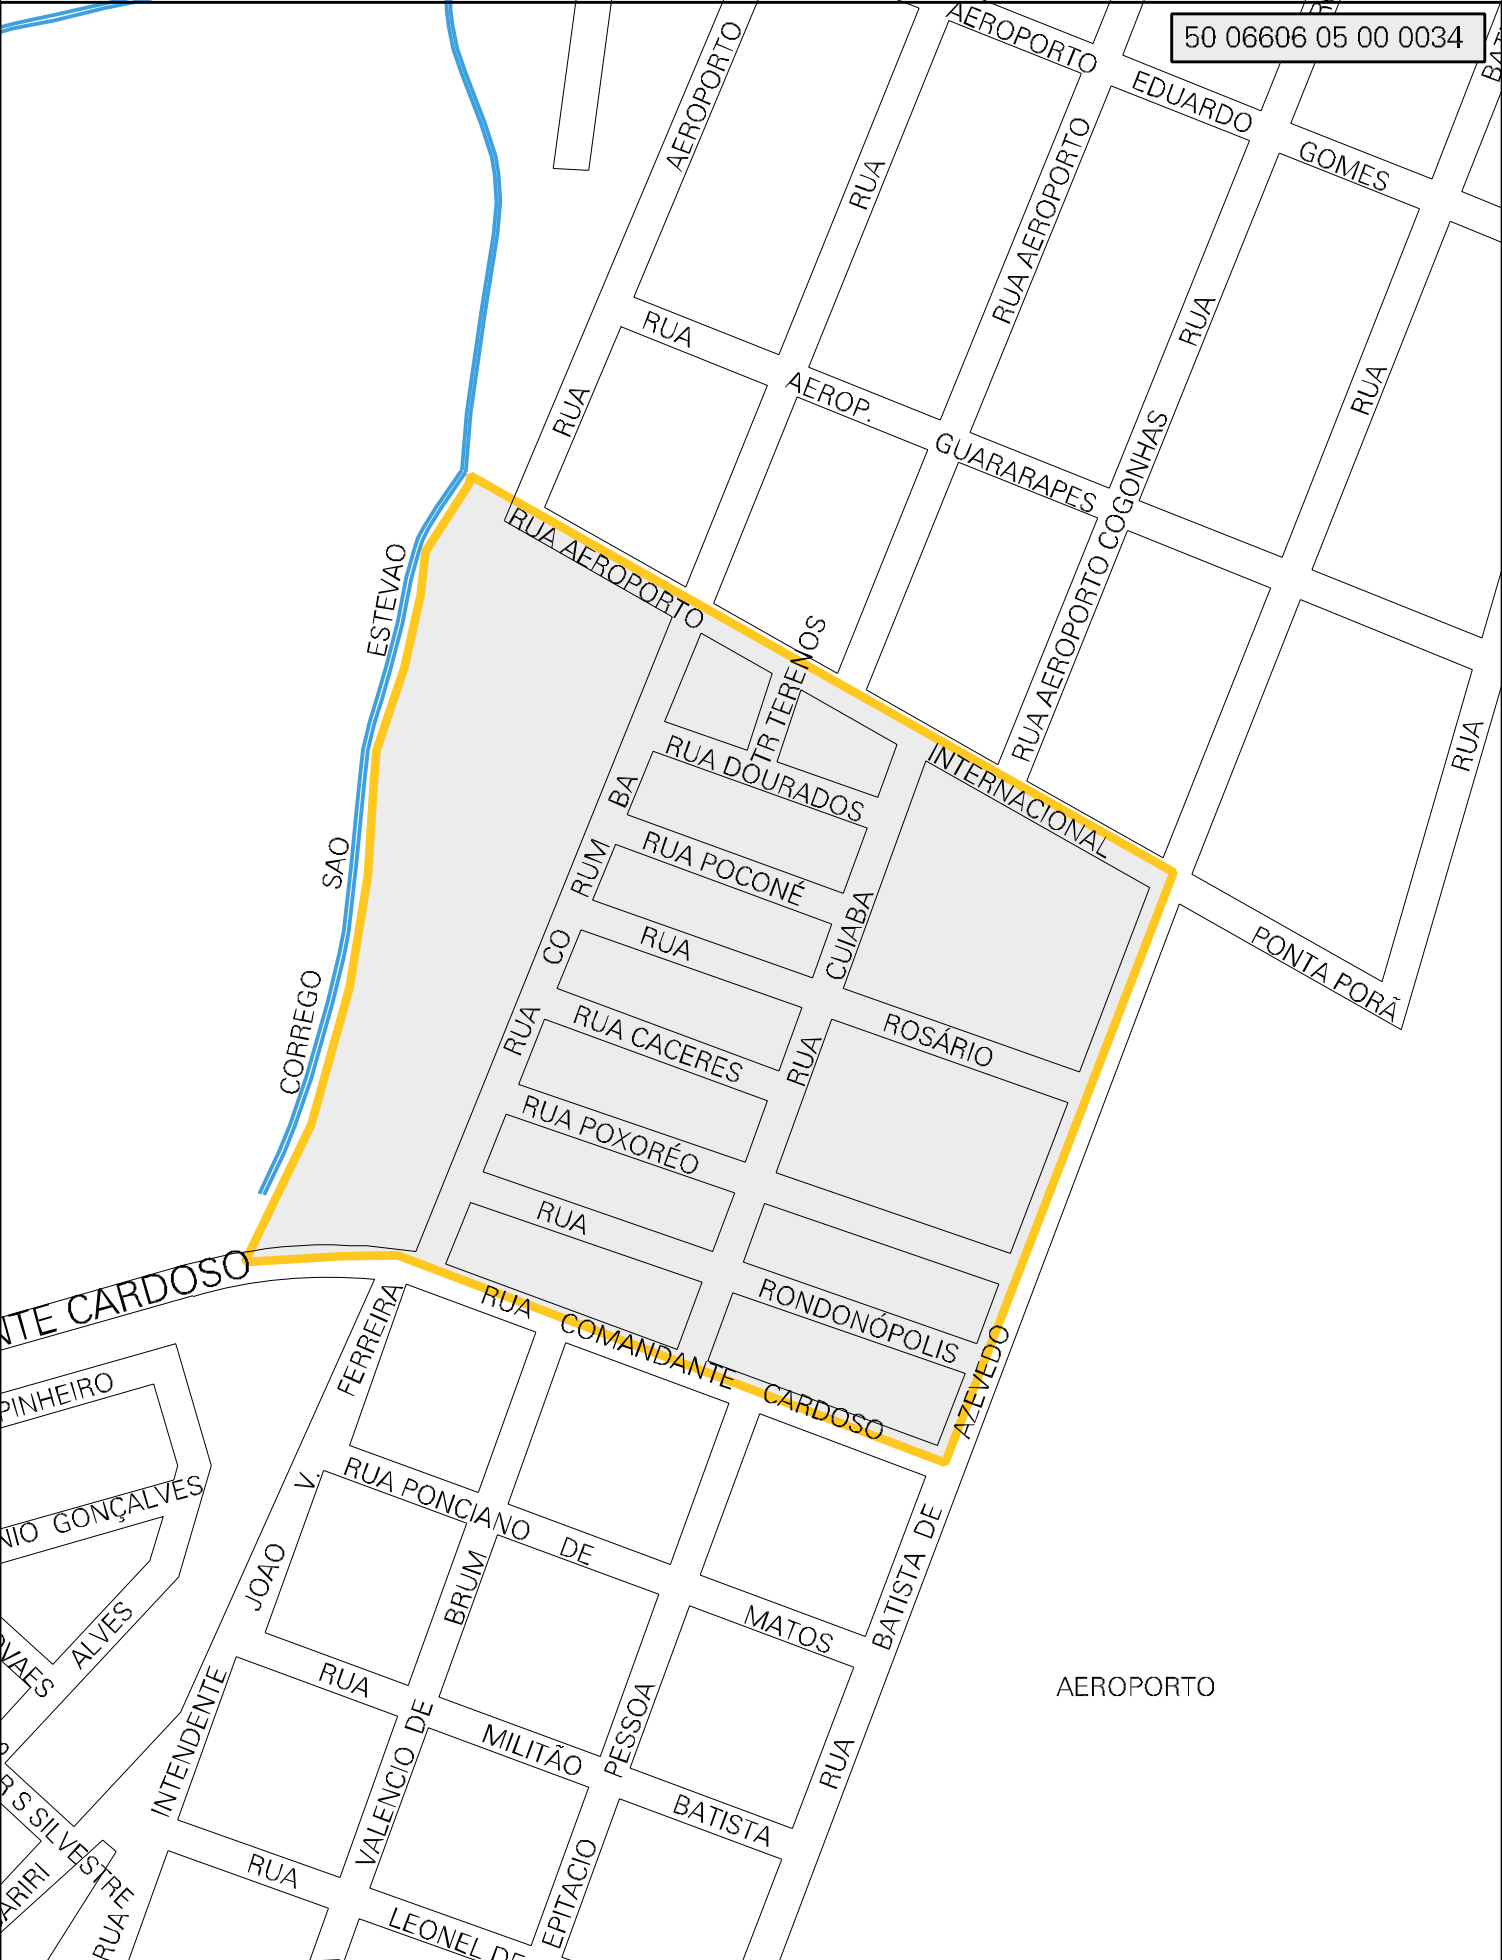 50 06606 05 00 0034
AEROPORTO
EDUARDO
GOMES
AEROPORTO
RUA
RUA
RUA AEROPORTO
RUA
RUA
RUA
AEROP.
GUARARAPES
RUA AEROPORTO COGONHAS
RUA
RUA AEROPORTO
INTERNACIONAL
PONTA PORÃ
CORREGO
SAO
ESTEVAO
TR TERENOS
RUA DOURADOS
RUA POCONÉ
RUA
ROSÁRIO
RUA CACERES
RUA POXORÉO
RUA
RONDONÓPOLIS
RUA
CO
RUM
BA
RUA
CUIABA
RUA
COMANDANTE
CARDOSO
NTE CARDOSO
PINHEIRO
NIO GONÇALVES
ALVES
OVAES
R S SILVESTRE
ARIRI
RUA
INTENDENTE
JOAO
V.
FERREIRA
RUA PONCIANO
DE
MATOS
VALENCIO DE
BRUM
RUA
MILITÃO
BATISTA
EPITACIO
PESSOA
RUA
BATISTA DE
AZEVEDO
RUA
LEONEL DE
AEROPORTO